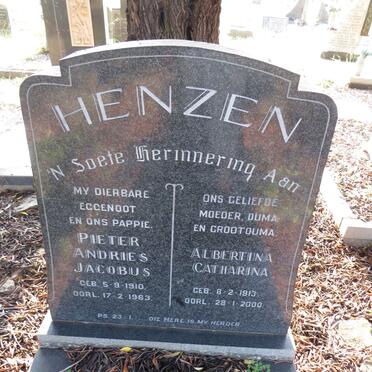 HENZEN
'N Soete Herinnering Aan
MY DIERBARE
EGGENOOT
EN ONS PAPPIE
PIETER
ANDRIES
JACOBUS
GEB. 5-9-1910.
OORL. 17-2-1963.
ONS GELIEFDE
MOEDER, OUMA
EN GROOTOUMA
ALBERTINA
CATHARINA
GEB. 8-2-1913.
OORL. 28-1-2000.
PS. 23-1. DIE HERE IS MY HERDER.